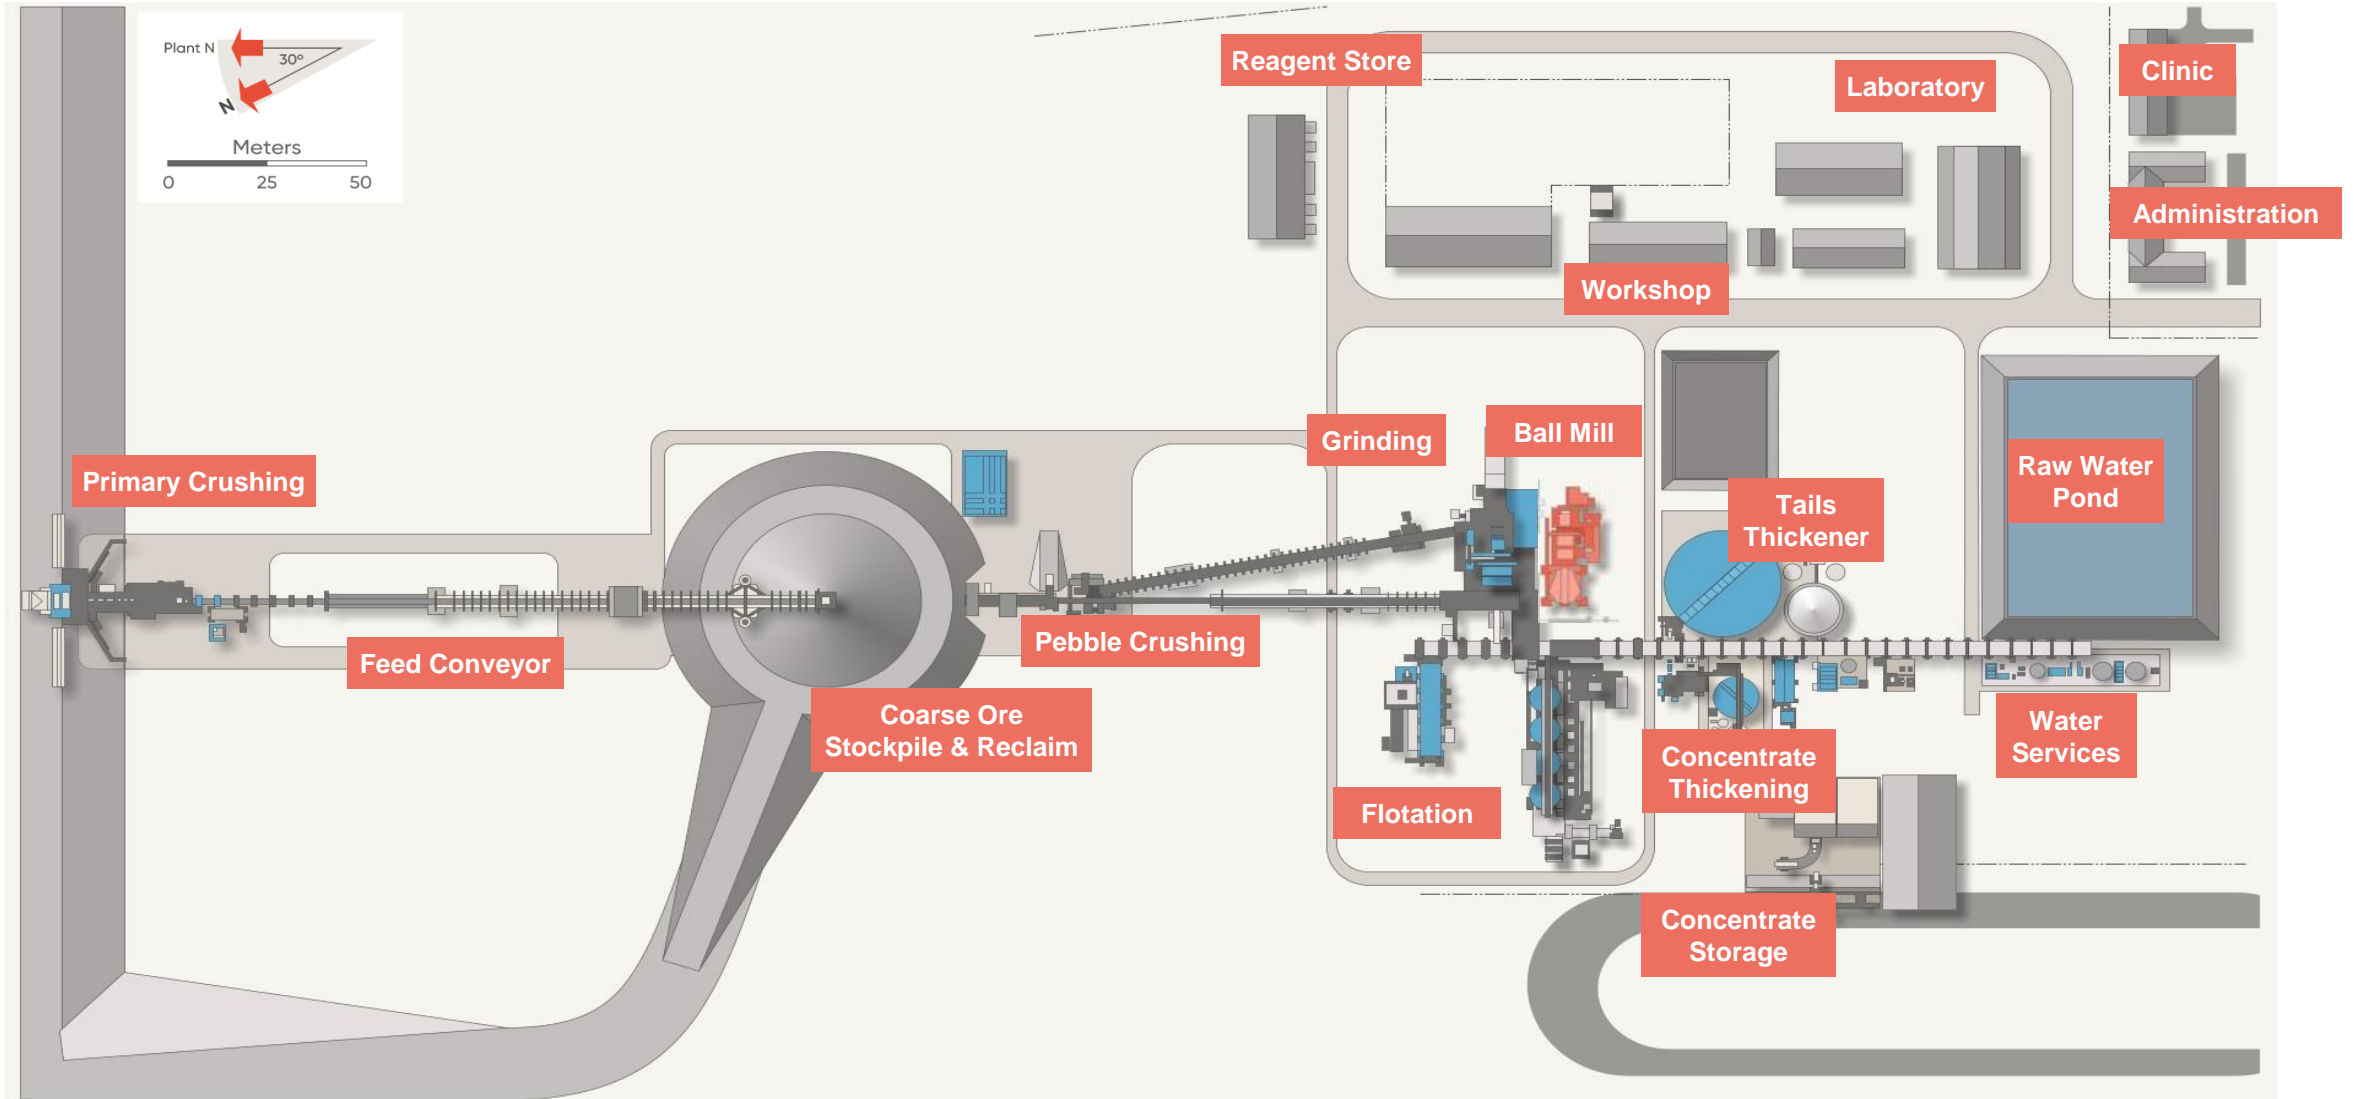 Plant N
30°
N
Meters
0
25
50
Reagent Store
Laboratory
Clinic
Administration
Workshop
Primary Crushing
Grinding
Ball Mill
Raw Water
Pond
Tails
Thickener
Feed Conveyor
Pebble Crushing
Coarse Ore
Stockpile & Reclaim
Water
Services
Concentrate
Thickening
Flotation
Concentrate
Storage